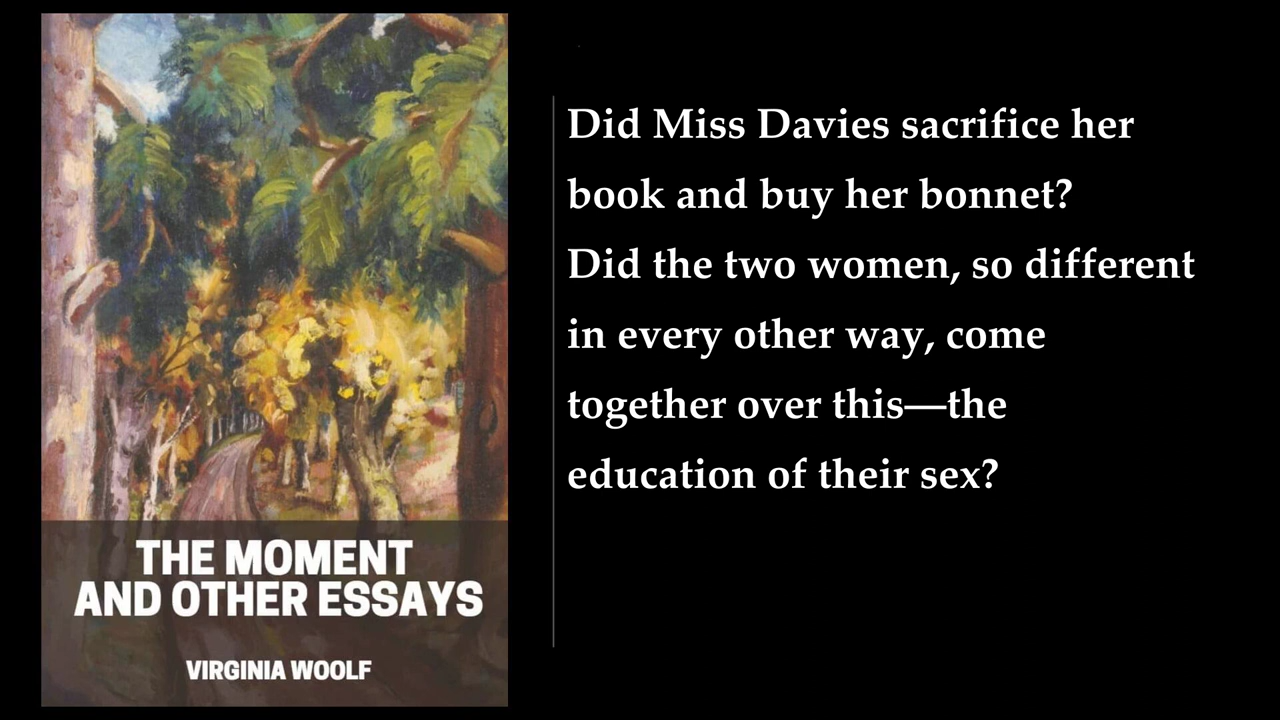 THE MOMENT
AND OTHER ESSAYS
VIRGINIA WOOLF
Did Miss Davies sacrifice her
book and buy her bonnet?
Did the two women, so different
in every other way, come
together over this—the
education of their sex?